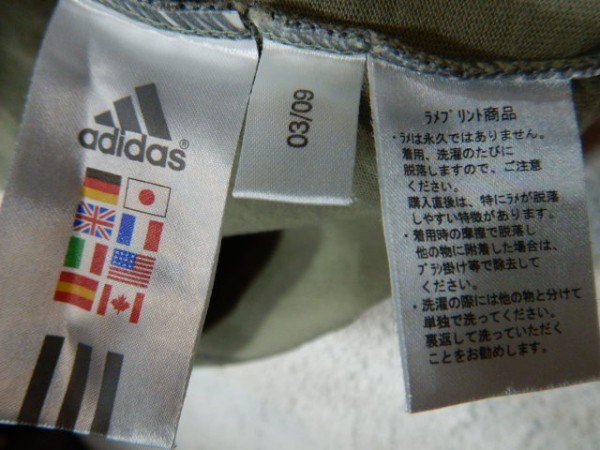 adidas
03/09
ﾗﾒﾌﾟﾘﾝﾄ商品
・ﾗﾒは永久ではありません。
着用、洗濯のたびに
脱落しますので、ご注意
ください。
購入直後は、特にﾗﾒが脱落
しやすい特徴があります。
・着用時の摩擦で脱落し
他の物に附着した場合は、
ﾌﾞﾗｼ掛け等で除去して
ください。
・洗濯の際には他の物と分けて
単独で洗ってください。
裏返して洗っていただく
ことをお勧めします。